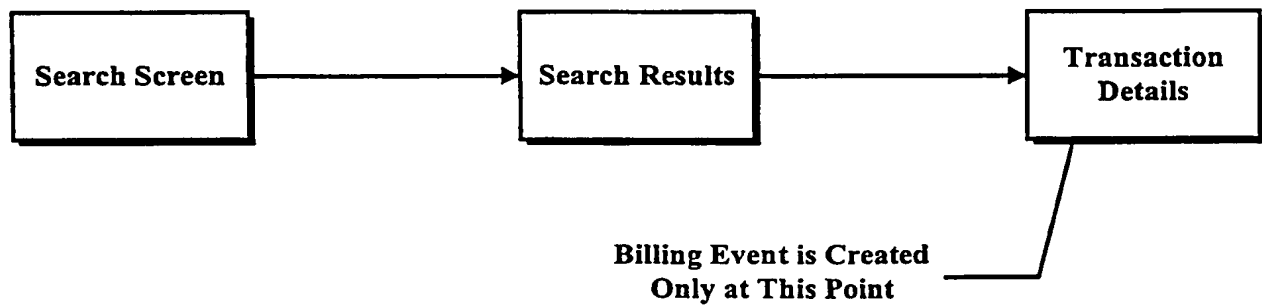 Search Screen
Search Results
Transaction
Details
Billing Event is Created
Only at This Point